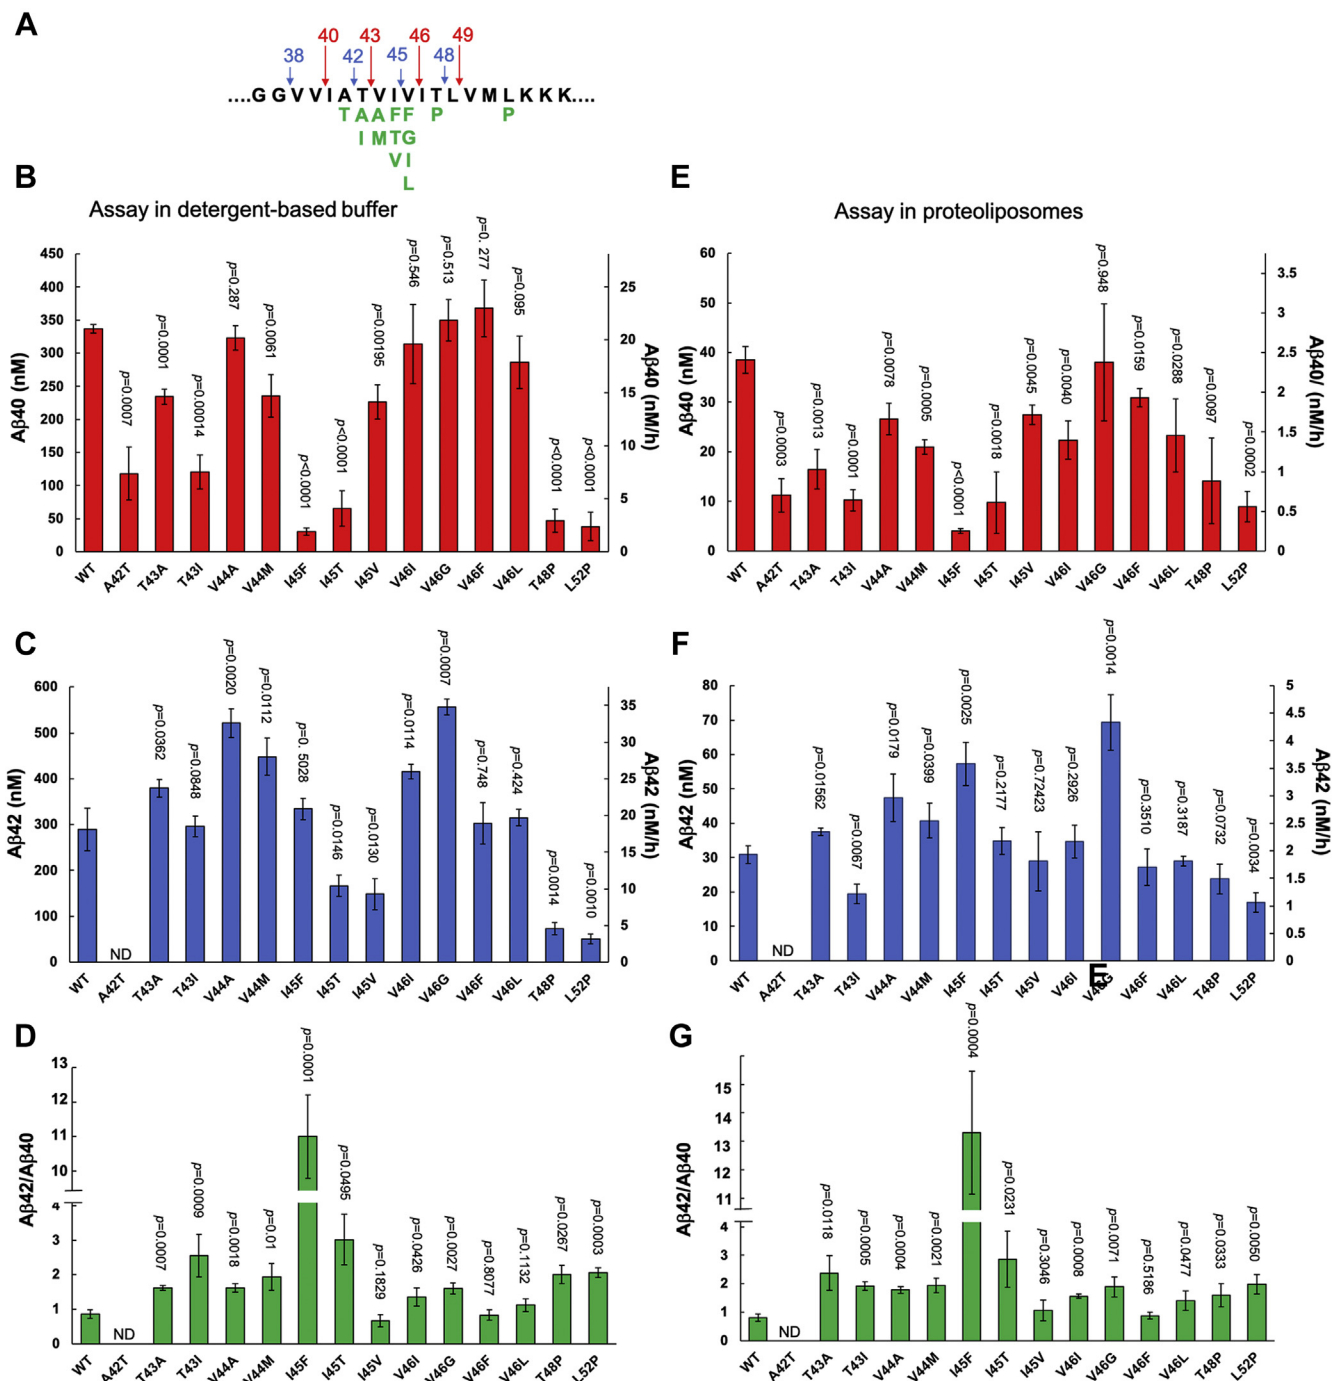 A
40 43 46 49
38 42 45 48
....G G V V I A T V I V I T L V M L K K K....
T A A F F P P
I M T G
V I
L
B
Assay in detergent-based buffer
Aβ40 (nM)
450
400
350
300
250
200
150
100
50
0
p=0.0007
p=0.0001
p=0.00014
p=0.287
p=0.0061
p<0.0001
p<0.0001
p=0.00195
p=0.546
p=0.513
p=0. 277
p=0.095
p<0.0001
p<0.0001
25
20
15
10
5
0
Aβ40 (nM/h)
WT A42T T43A T43I V44A V44M I45F I45T I45V V46I V46G V46F V46L T48P L52P
E
Assay in proteoliposomes
Aβ40 (nM)
60
50
40
30
20
10
0
p=0.0003
p=0.0013
p=0.0001
p=0.0078
p=0.0005
p<0.0001
p=0.0018
p=0.0045
p=0.0040
p=0.948
p=0.0159
p=0.0288
p=0.0097
p=0.0002
3.5
3
2.5
2
1.5
1
0.5
0
Aβ40/ (nM/h)
WT A42T T43A T43I V44A V44M I45F I45T I45V V46I V46G V46F V46L T48P L52P
C
Aβ42 (nM)
600
500
400
300
200
100
0
ND
p=0.0362
p=0.0848
p=0.0020
p=0.0112
p=0. 5028
p=0.0146
p=0.0130
p=0.0114
p=0.0007
p=0.748
p=0.424
p=0.0014
p=0.0010
35
30
25
20
15
10
5
0
Aβ42 (nM/h)
WT A42T T43A T43I V44A V44M I45F I45T I45V V46I V46G V46F V46L T48P L52P
F
Aβ42 (nM)
80
70
60
50
40
30
20
10
0
ND
p=0.01562
p=0.0067
p=0.0179
p=0.0399
p=0.0025
p=0.2177
p=0.72423
p=0.2926
p=0.0014
p=0.3510
p=0.3187
p=0.0732
p=0.0034
5
4.5
4
3.5
3
2.5
2
1.5
1
0.5
0
Aβ42 (nM/h)
WT A42T T43A T43I V44A V44M I45F I45T I45V V46I V46G V46F V46L T48P L52P
E
D
Aβ42/Aβ40
13
11
10
4
3
2
1
0
ND
p=0.0007
p=0.0009
p=0.0018
p=0.01
p=0.0001
p=0.0495
p=0.1829
p=0.0426
p=0.0027
p=0.8077
p=0.1132
p=0.0267
p=0.0003
WT A42T T43A T43I V44A V44M I45F I45T I45V V46I V46G V46F V46L T48P L52P
G
Aβ42/Aβ40
15
14
13
12
11
4
3
2
1
0
ND
p=0.0118
p=0.0005
p=0.0004
p=0.0021
p=0.0004
p=0.0231
p=0.3046
p=0.0008
p=0.0071
p=0.5186
p=0.0477
p=0.0333
p=0.0050
WT A42T T43A T43I V44A V44M I45F I45T I45V V46I V46G V46F V46L T48P L52P